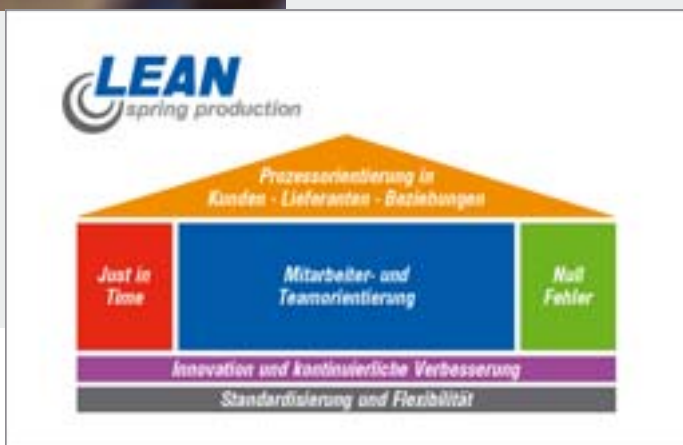 LEAN
spring production
Prozessorientierung in
Kunden - Lieferanten - Beziehungen
Just in
Time
Mitarbeiter- und
Teamorientierung
Null
Fehler
Innovation und kontinuierliche Verbesserung
Standardisierung und Flexibilität